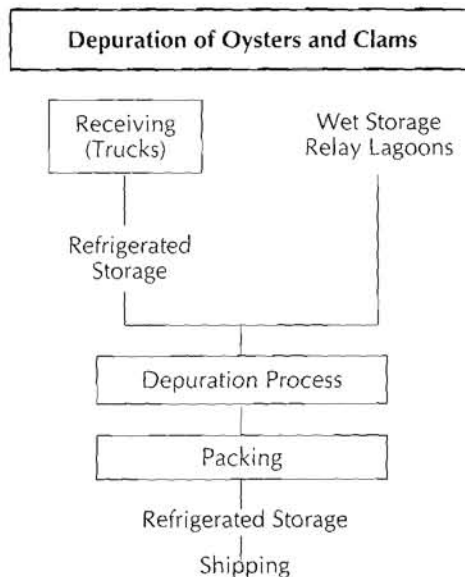 Depuration of Oysters and Clams
Receiving
(Trucks)
Wet Storage
Relay Lagoons
Refrigerated
Storage
Depuration Process
Packing
Refrigerated Storage
Shipping